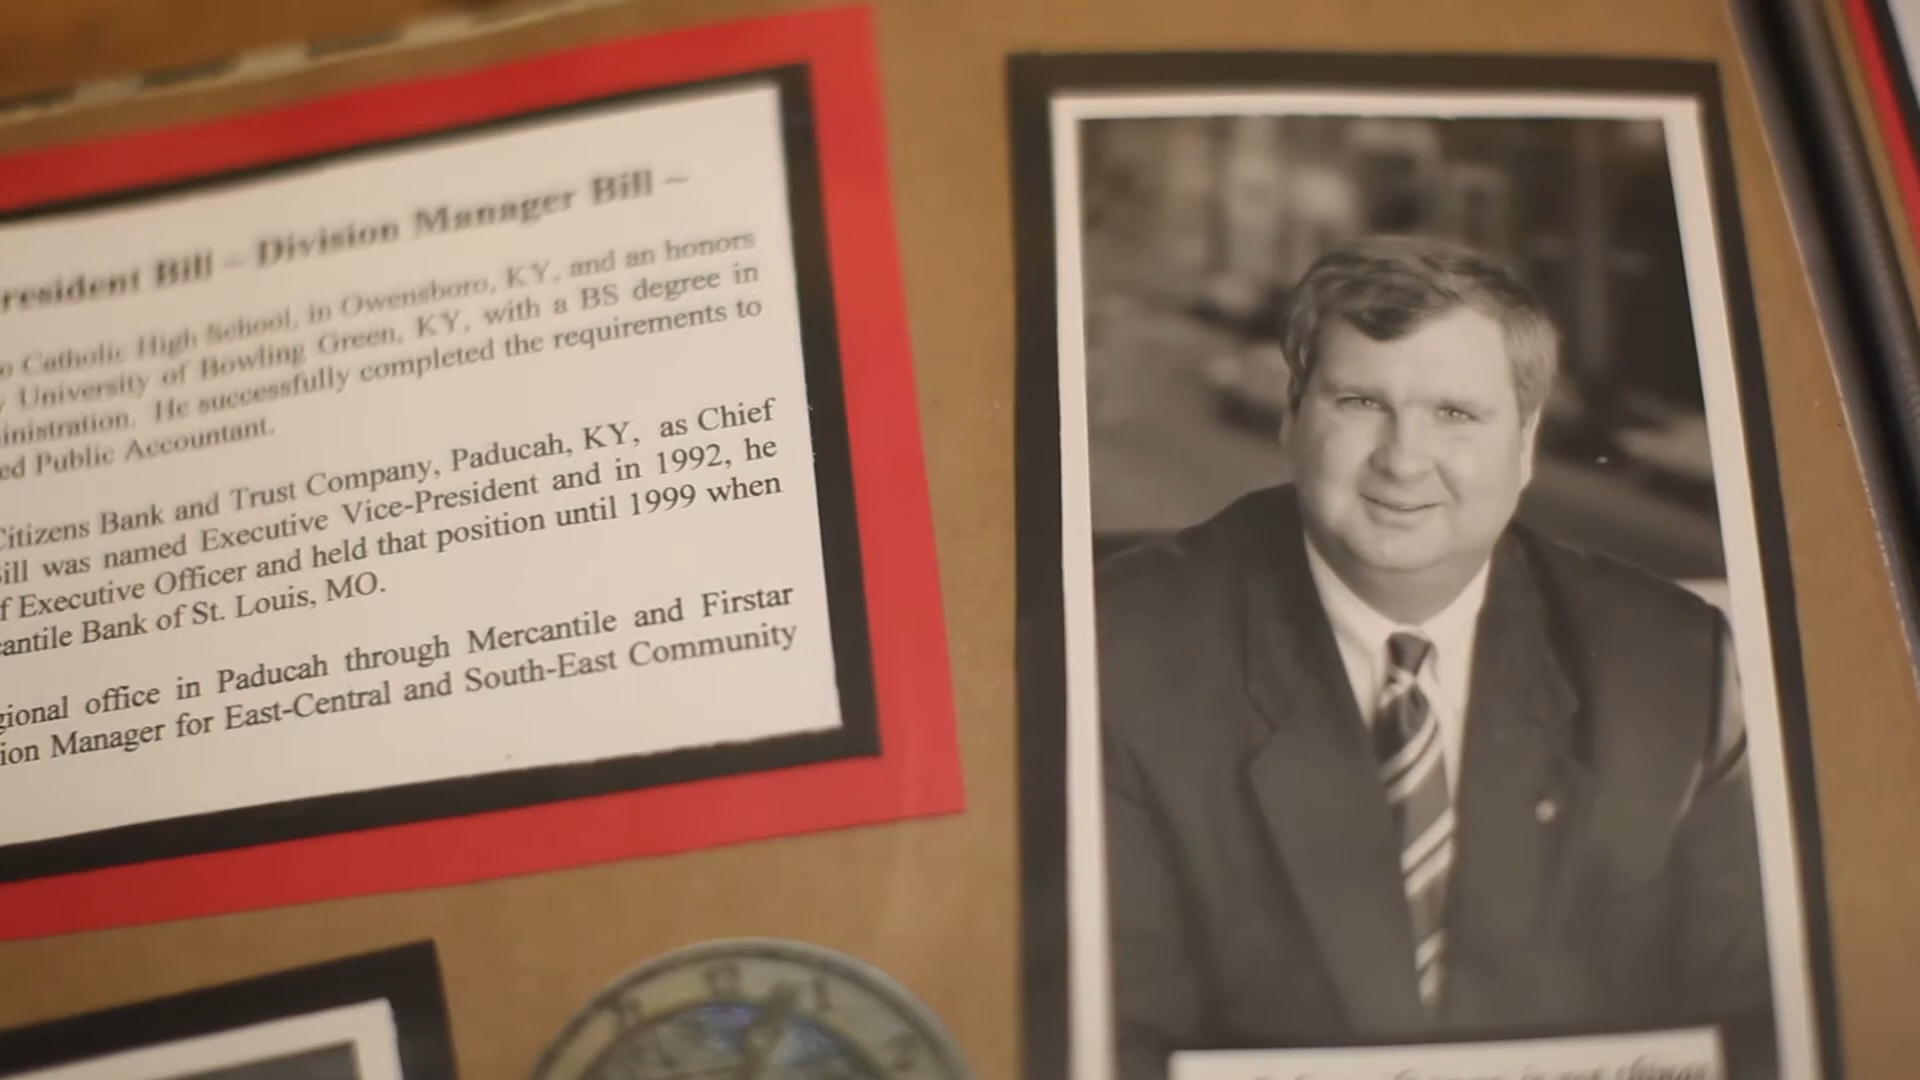 resident Bill ~ Division Manager Bill ~
Catholic High School, in Owensboro, KY, and an honors
University of Bowling Green, KY, with a BS degree in
inistration. He successfully completed the requirements to
ed Public Accountant.
Citizens Bank and Trust Company, Paducah, KY, as Chief
ill was named Executive Vice-President and in 1992, he
f Executive Officer and held that position until 1999 when
antile Bank of St. Louis, MO.
gional office in Paducah through Mercantile and Firstar
ion Manager for East-Central and South-East Community
is not things